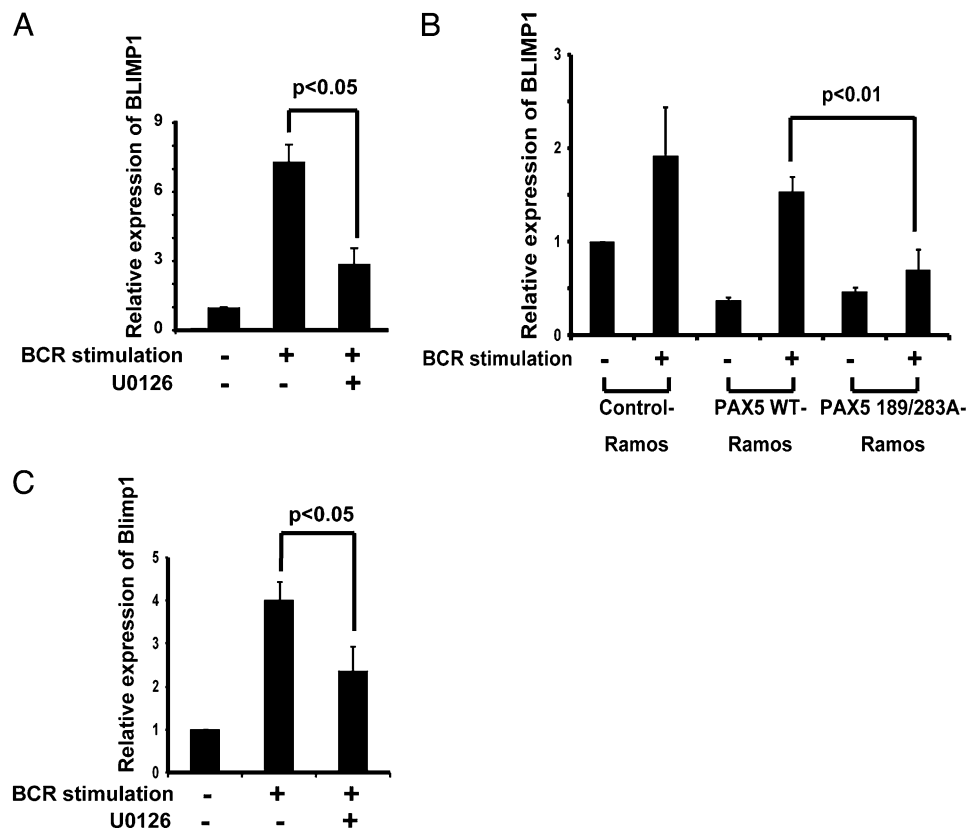 A
Relative expression of BLIMP1
p<0.05
9
6
3
0
BCR stimulation - + +
U0126 - - +
B
Relative expression of BLIMP1
p<0.01
3
2
1
0
BCR stimulation - + - + - +
Control- PAX5 WT- PAX5 189/283A-
Ramos Ramos Ramos
C
Relative expression of Blimp1
p<0.05
5
4
3
2
1
0
BCR stimulation - + +
U0126 - - +